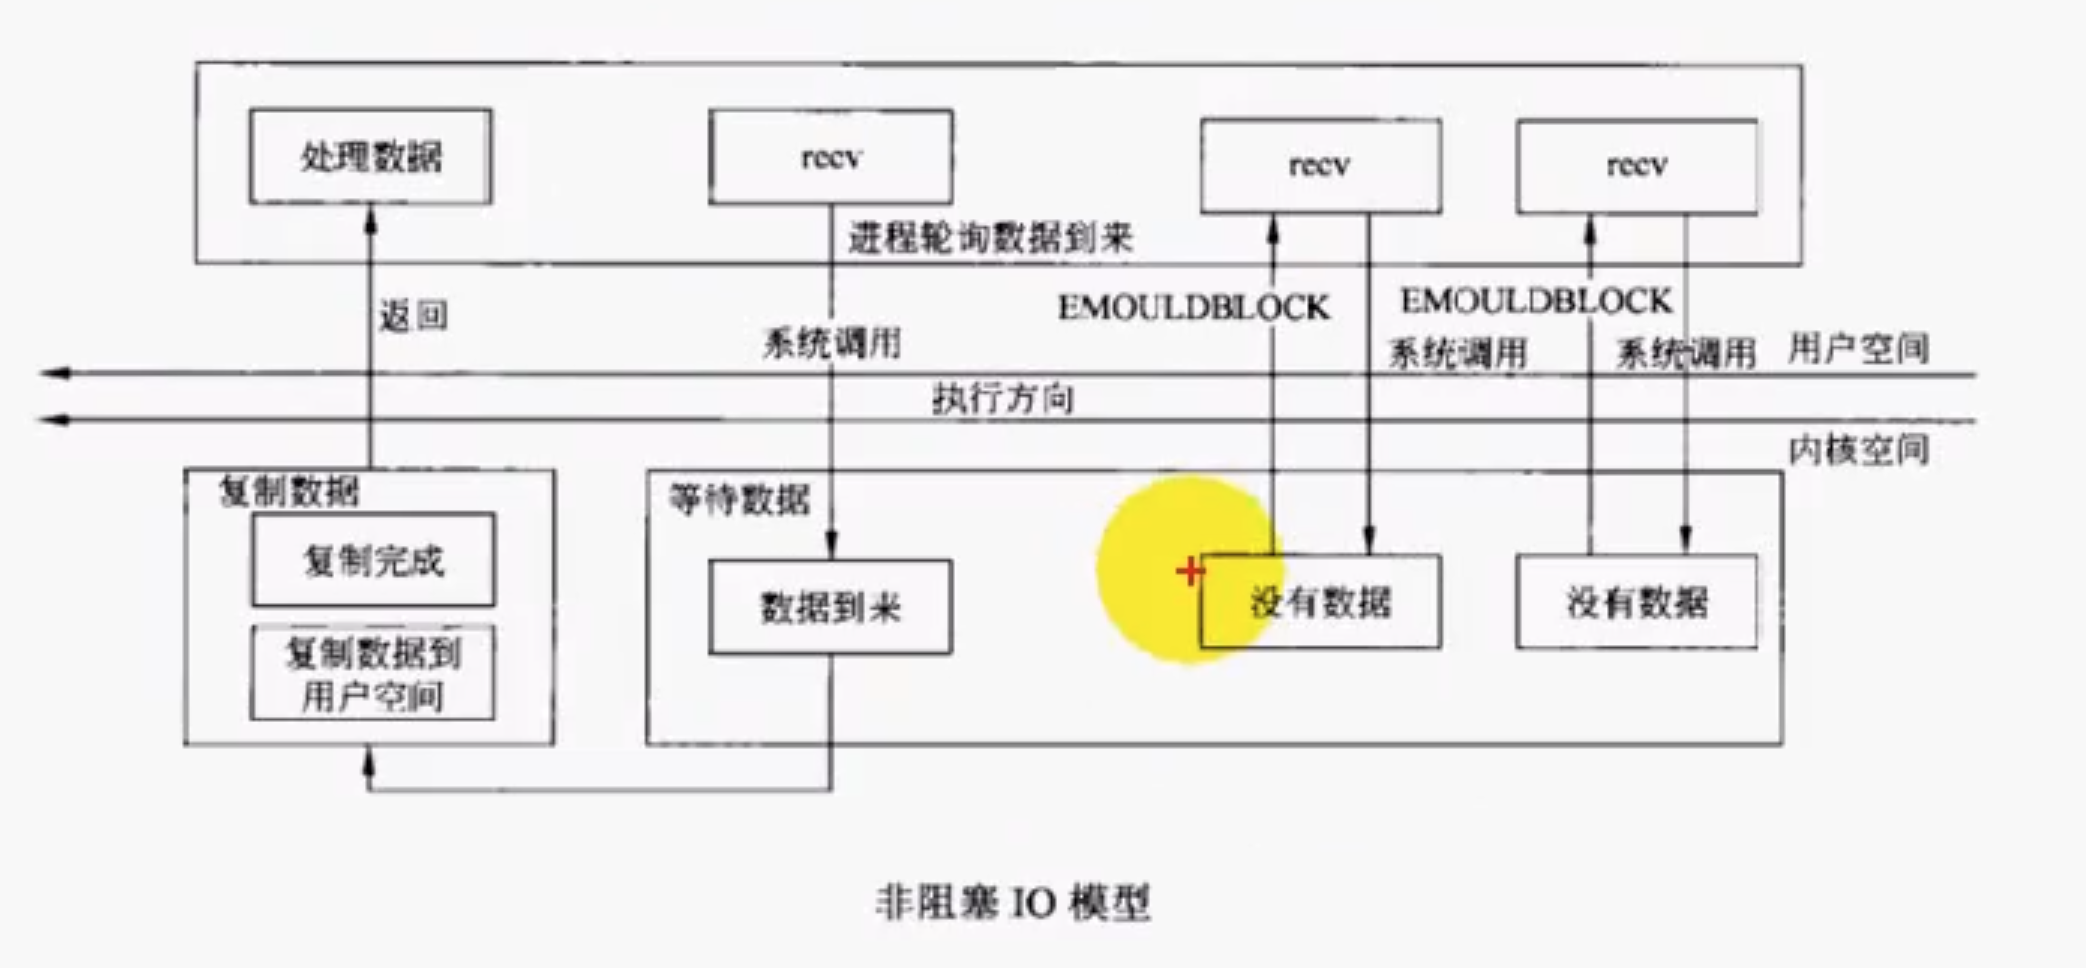 处理数据
recv
recv
recv
进程轮询数据到来
返回
EMOULDBLOCK
EMOULDBLOCK
系统调用
系统调用
系统调用
用户空间
执行方向
内核空间
复制数据
等待数据
复制完成
数据到来
没有数据
没有数据
复制数据到
用户空间
非阻塞 IO 模型